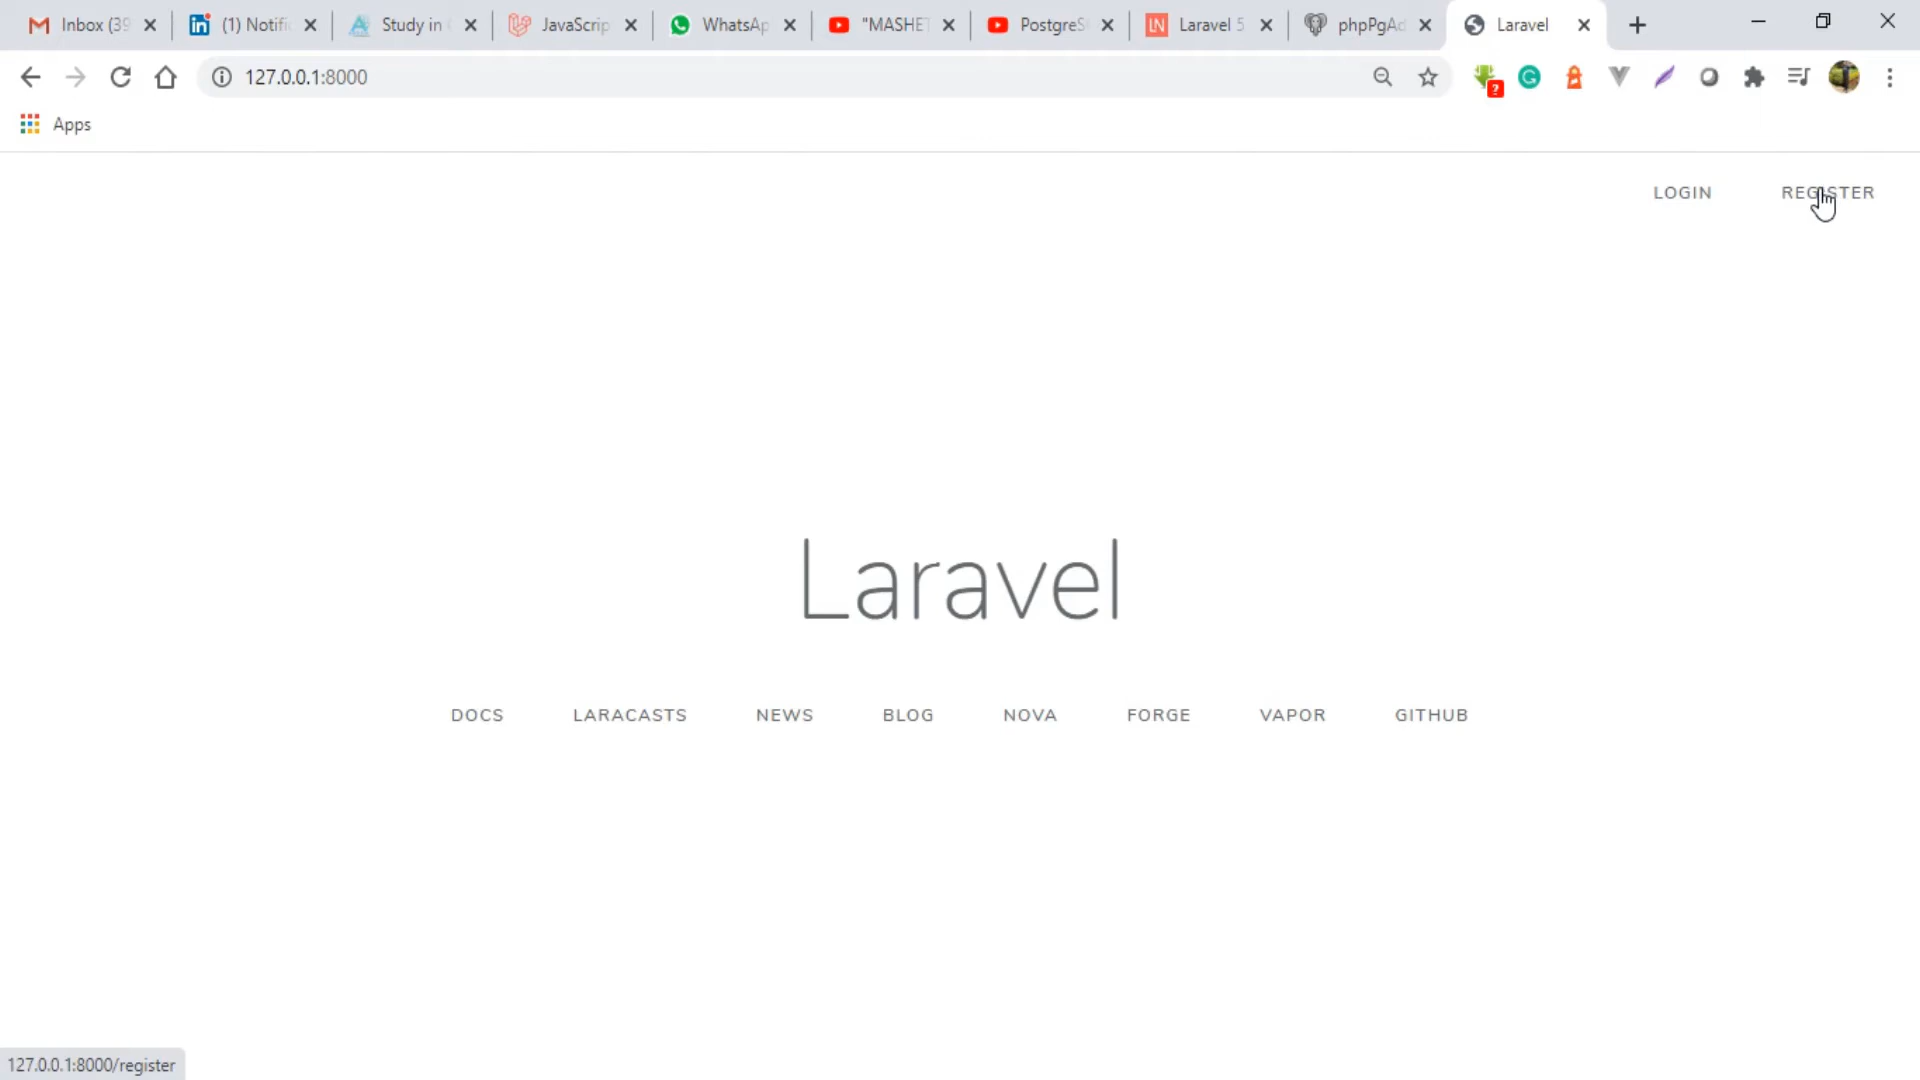 Inbox (39
(1) Notifi
Study in
JavaScrip
WhatsAp
"MASHET
PostgreS
Laravel 5
phpPgAd
Laravel
127.0.0.1:8000
?
Apps
LOGIN REGISTER
Laravel
DOCS LARACASTS NEWS BLOG NOVA FORGE VAPOR GITHUB
127.0.0.1:8000/register